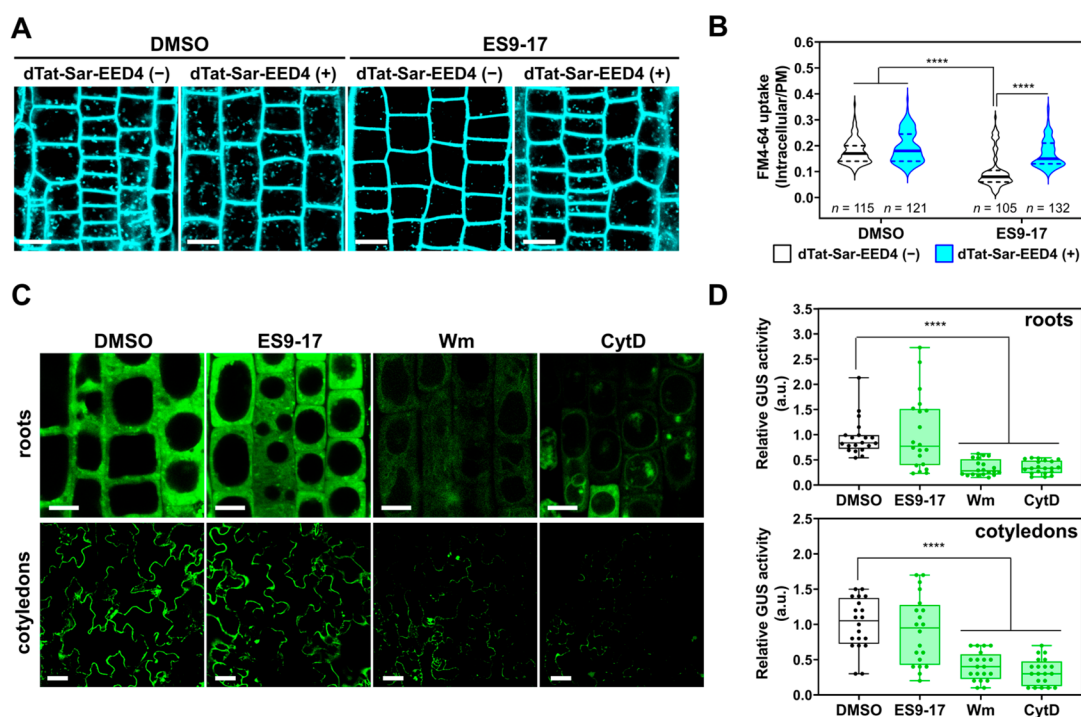 A
DMSO
ES9-17
dTat-Sar-EED4 (−)
dTat-Sar-EED4 (+)
dTat-Sar-EED4 (−)
dTat-Sar-EED4 (+)
B
FM4-64 uptake
(Intracellular/PM)
0.6
0.5
0.4
0.3
0.2
0.1
0.0
****
****
n = 115
n = 121
n = 105
n = 132
DMSO
ES9-17
dTat-Sar-EED4 (−)
dTat-Sar-EED4 (+)
C
DMSO
ES9-17
Wm
CytD
roots
cotyledons
D
roots
Relative GUS activity
(a.u.)
3.5
3.0
2.5
2.0
1.5
1.0
0.5
0.0
****
DMSO
ES9-17
Wm
CytD
cotyledons
Relative GUS activity
(a.u.)
2.5
2.0
1.5
1.0
0.5
0.0
****
DMSO
ES9-17
Wm
CytD